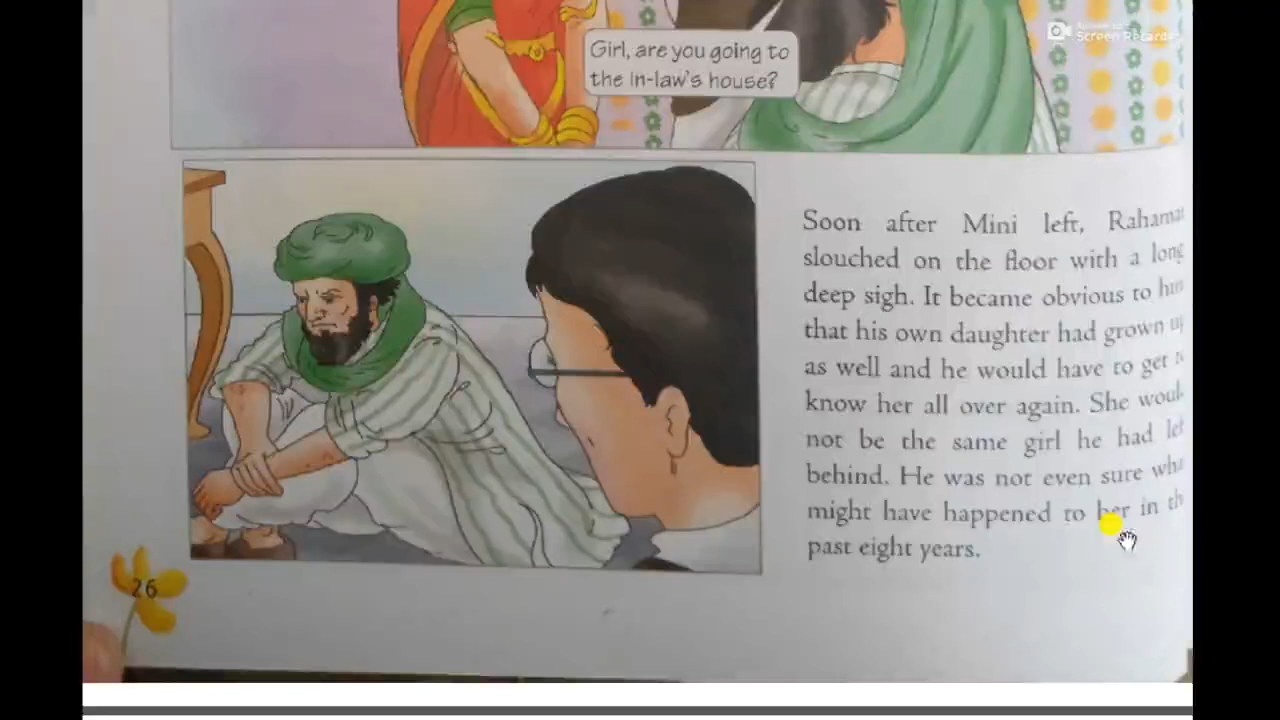 Girl, are you going to
the in-law's house?
Screen Recorder
Soon after Mini left,
slouched on the floor with a long
deep sigh. It became obvious to
that his own daughter had grown
as well and he would have to get
know her all over again. She
not be the same girl he had
behind. He was not even sure
might have happened to her in
past eight years.
26